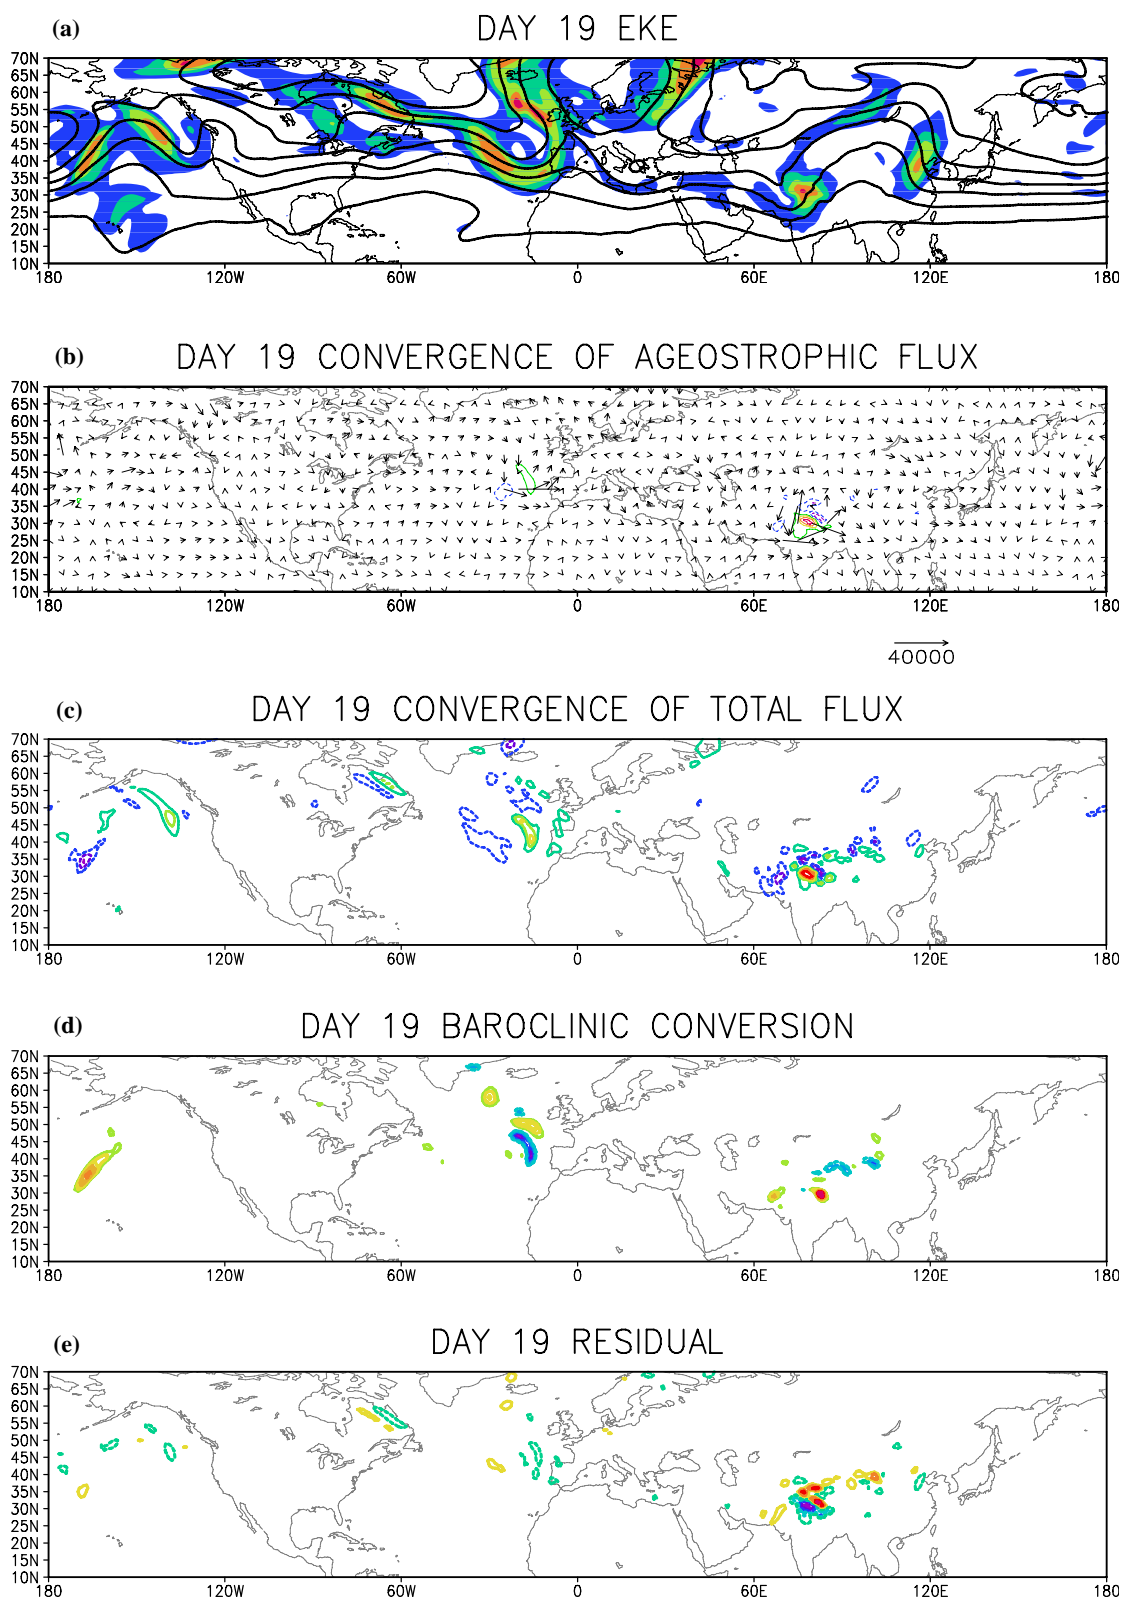 (a) DAY 19 EKE
70N
65N
60N
55N
50N
45N
40N
35N
30N
25N
20N
15N
10N
180 120W 60W 0 60E 120E 180
(b) DAY 19 CONVERGENCE OF AGEOSTROPHIC FLUX
70N
65N
60N
55N
50N
45N
40N
35N
30N
25N
20N
15N
10N
180 120W 60W 0 60E 120E 180
40000
(c) DAY 19 CONVERGENCE OF TOTAL FLUX
70N
65N
60N
55N
50N
45N
40N
35N
30N
25N
20N
15N
10N
180 120W 60W 0 60E 120E 180
(d) DAY 19 BAROCLINIC CONVERSION
70N
65N
60N
55N
50N
45N
40N
35N
30N
25N
20N
15N
10N
180 120W 60W 0 60E 120E 180
(e) DAY 19 RESIDUAL
70N
65N
60N
55N
50N
45N
40N
35N
30N
25N
20N
15N
10N
180 120W 60W 0 60E 120E 180